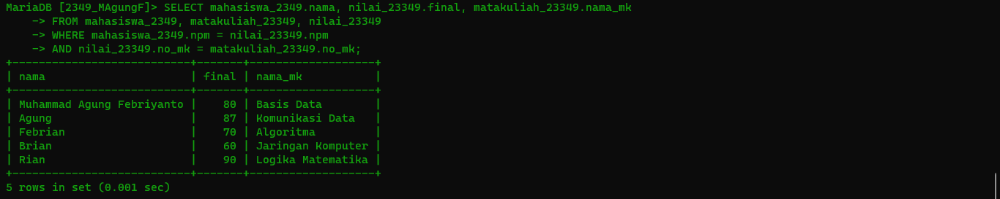 MariaDB [2349_MAgungF]> SELECT mahasiswa_2349.nama, nilai_23349.final, matakuliah_23349.nama_mk
    -> FROM mahasiswa_2349, matakuliah_23349, nilai_23349
    -> WHERE mahasiswa_2349.npm = nilai_23349.npm
    -> AND nilai_23349.no_mk = matakuliah_23349.no_mk;
+---------------------------+-------+-------------------+
| nama                      | final | nama_mk           |
+---------------------------+-------+-------------------+
| Muhammad Agung Febriyanto |    80 | Basis Data        |
| Agung                     |    87 | Komunikasi Data   |
| Febrian                   |    70 | Algoritma         |
| Brian                     |    60 | Jaringan Komputer |
| Rian                      |    90 | Logika Matematika |
+---------------------------+-------+-------------------+
5 rows in set (0.001 sec)